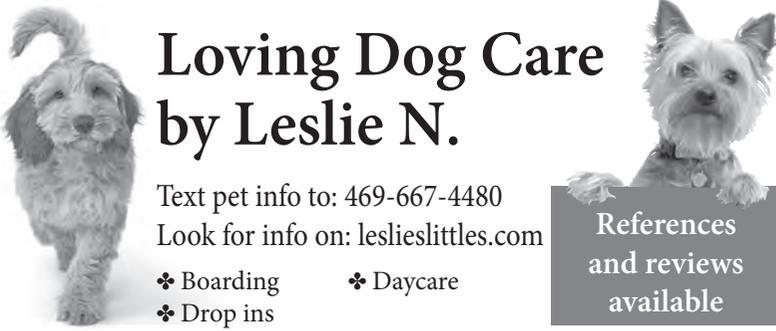 Loving Dog Care
by Leslie N.
Text pet info to: 469-667-4480
Look for info on: leslieslittles.com
✤ Boarding ✤ Daycare
✤ Drop ins
References
and reviews
available